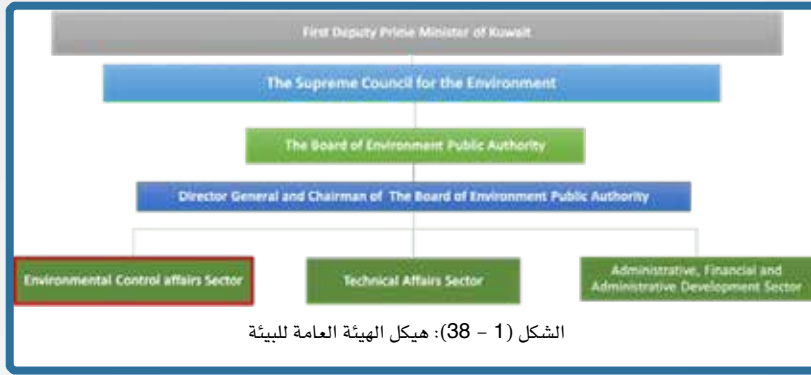 First Deputy Prime Minister of Kuwait
The Supreme Council for the Environment
The Board of Environment Public Authority
Director General and Chairman of The Board of Environment Public Authority
Environmental Control affairs Sector
Technical Affairs Sector
Administrative, Financial and
Administrative Development Sector
الشكل (1 – 38): هيكل الهيئة العامة للبيئة